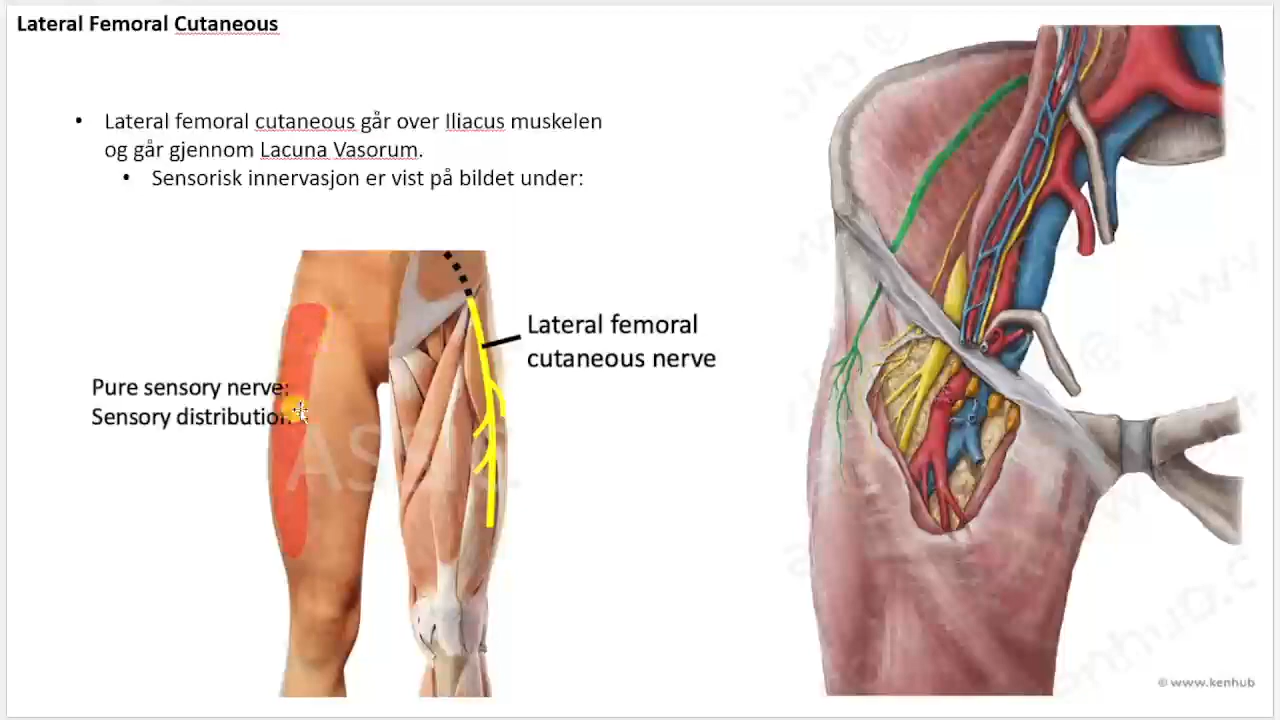 Lateral Femoral Cutaneous
• Lateral femoral cutaneous går over Iliacus muskelen
og går gjennom Lacuna Vasorum.
• Sensorisk innervasjon er vist på bildet under:
Lateral femoral
cutaneous nerve
Pure sensory nerve:
Sensory distribution:
© www.kenhub